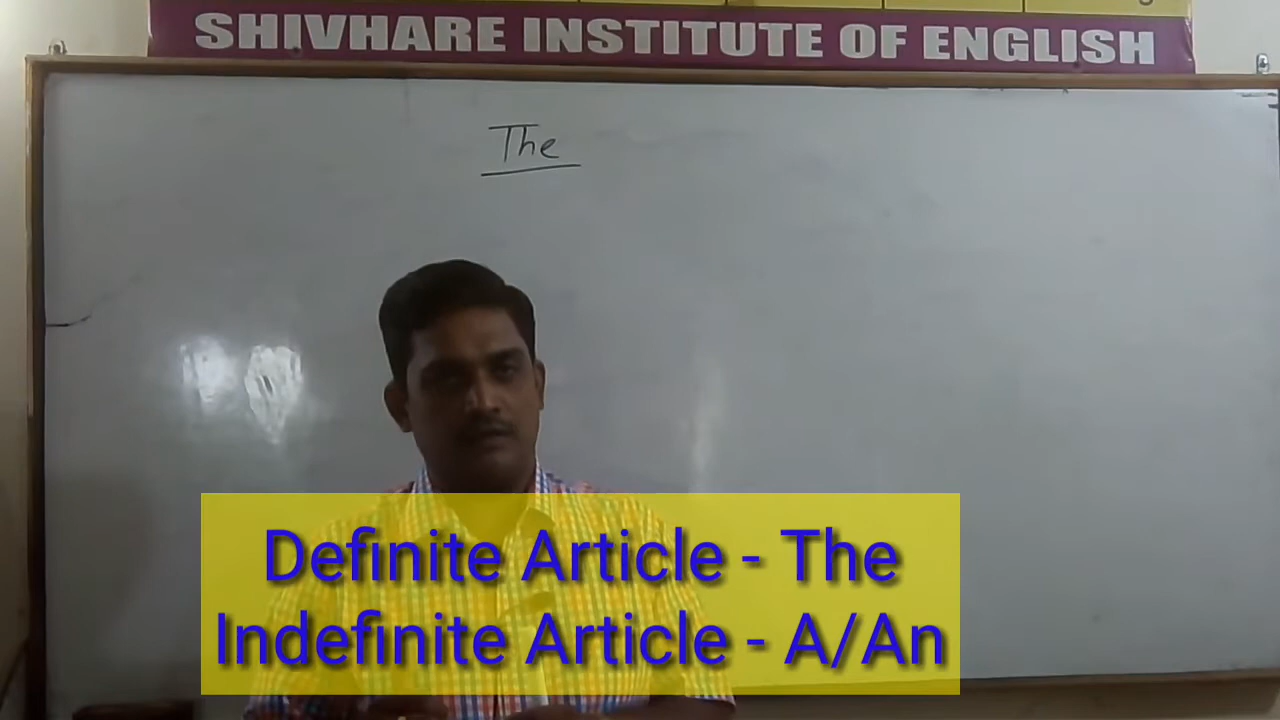 SHIVHARE INSTITUTE OF ENGLISH
The
Definite Article - The
Indefinite Article - A/An